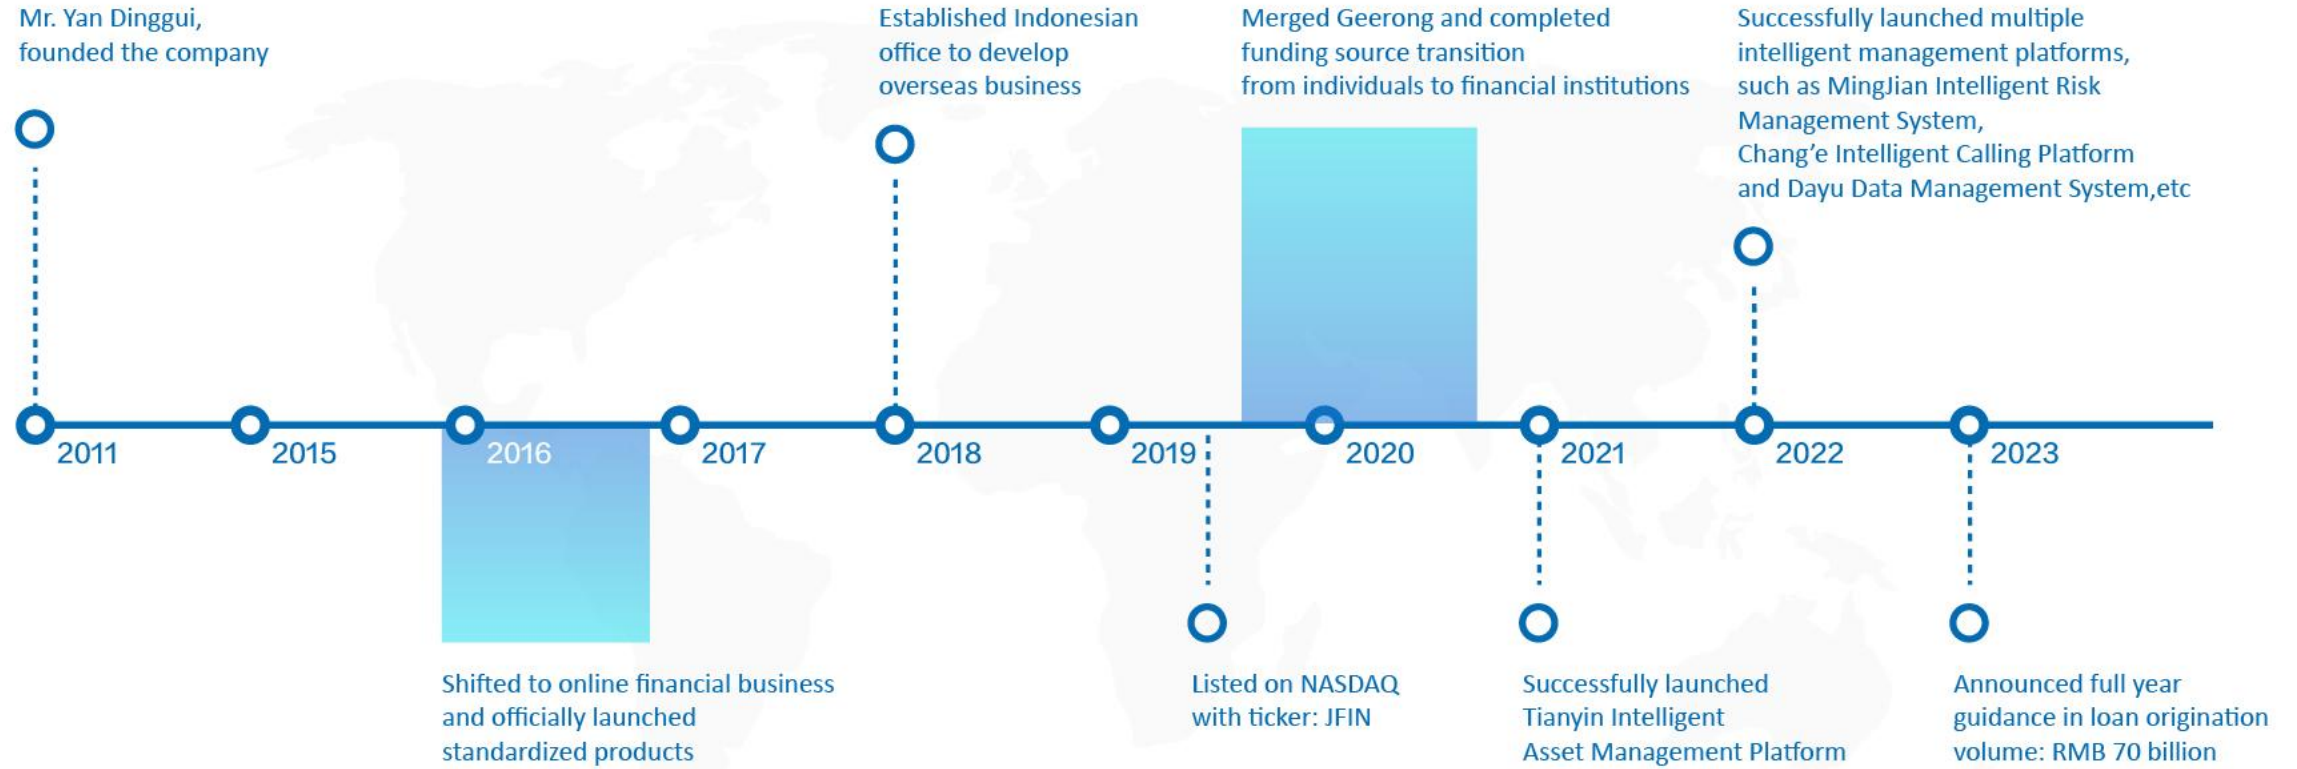 Mr. Yan Dinggui,
founded the company
Established Indonesian
office to develop
overseas business
Merged Geerong and completed
funding source transition
from individuals to financial institutions
Successfully launched multiple
intelligent management platforms,
such as MingJian Intelligent Risk
Management System,
Chang’e Intelligent Calling Platform
and Dayu Data Management System,etc
2011
2015
2016
2017
2018
2019
2020
2021
2022
2023
Shifted to online financial business
and officially launched
standardized products
Listed on NASDAQ
with ticker: JFIN
Successfully launched
Tianyin Intelligent
Asset Management Platform
Announced full year
guidance in loan origination
volume: RMB 70 billion